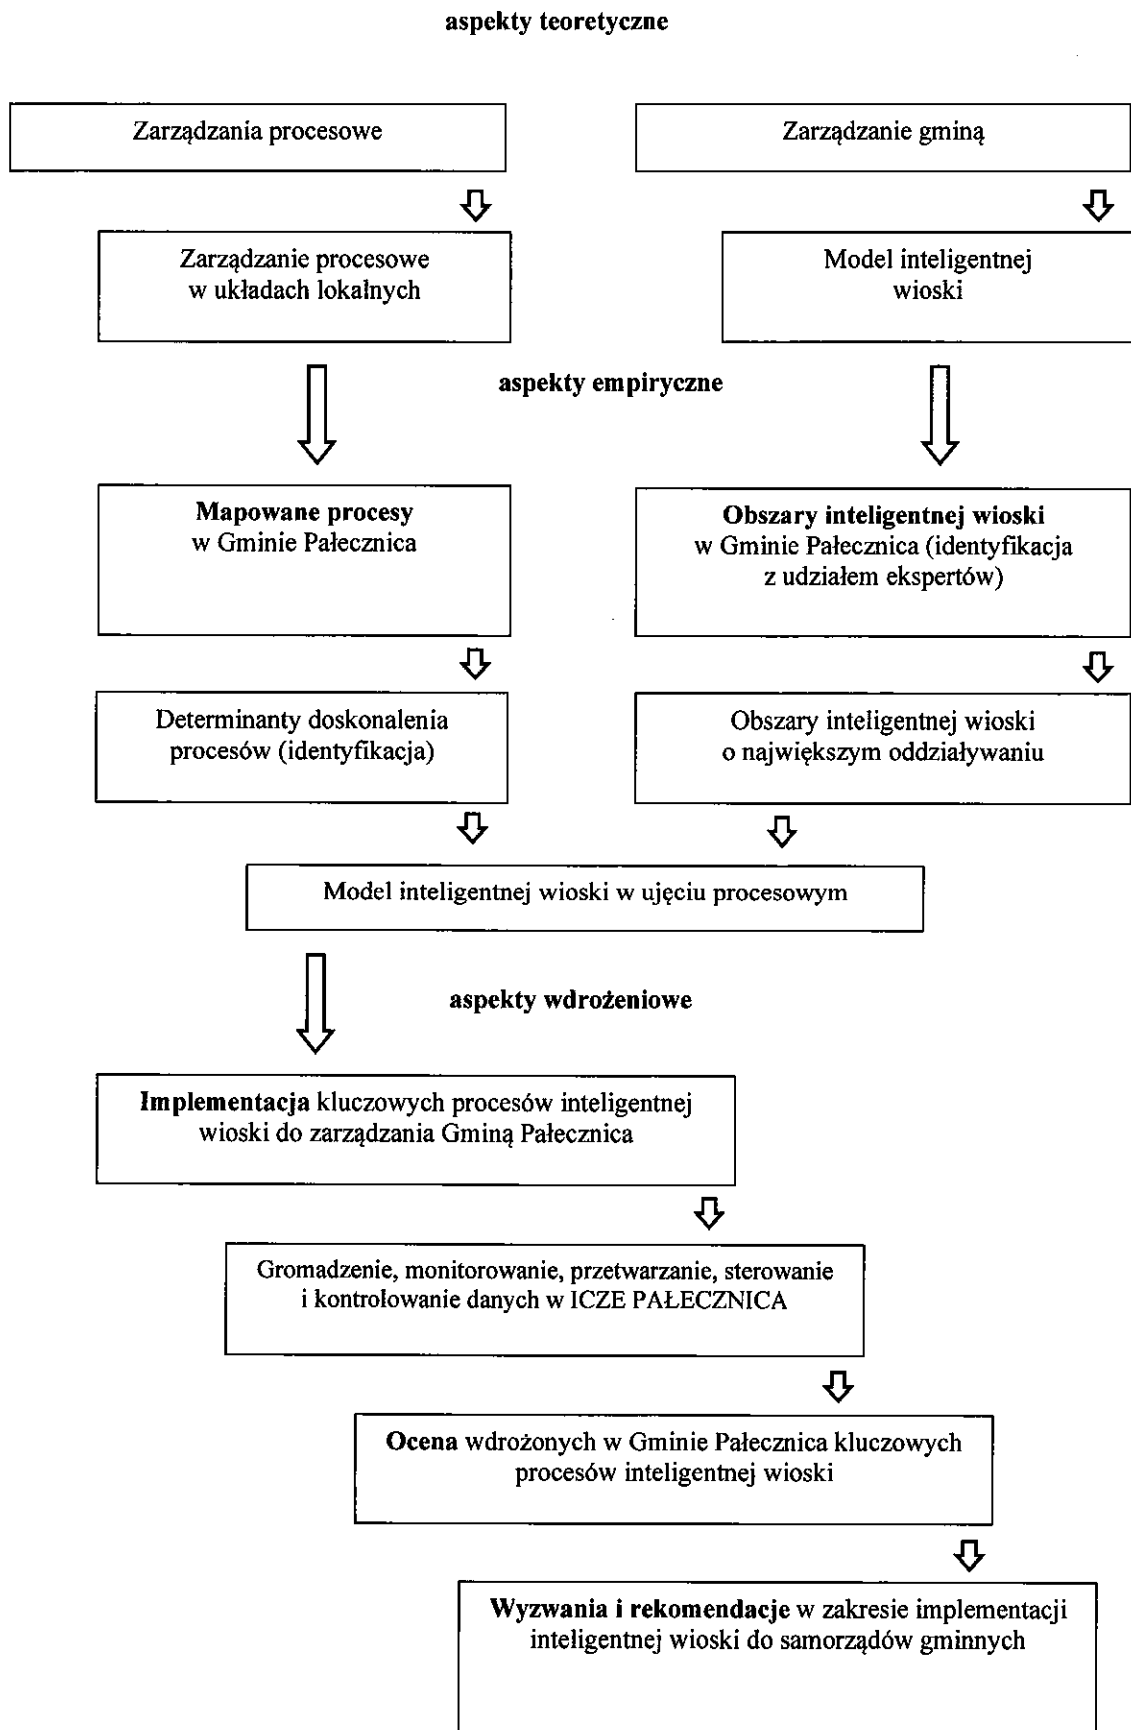 aspekty teoretyczne
Zarządzania procesowe
Zarządzanie gminą
Zarządzanie procesowe
w układach lokalnych
Model inteligentnej
wioski
aspekty empiryczne
Mapowane procesy
w Gminie Pałecznica
Obszary inteligentnej wioski
w Gminie Pałecznica (identyfikacja
z udziałem ekspertów)
Determinanty doskonalenia
procesów (identyfikacja)
Obszary inteligentnej wioski
o największym oddziaływaniu
Model inteligentnej wioski w ujęciu procesowym
aspekty wdrożeniowe
Implementacja kluczowych procesów inteligentnej
wioski do zarządzania Gminą Pałecznica
Gromadzenie, monitorowanie, przetwarzanie, sterowanie
i kontrolowanie danych w ICZE PAŁECZNICA
Ocena wdrożonych w Gminie Pałecznica kluczowych
procesów inteligentnej wioski
Wyzwania i rekomendacje w zakresie implementacji
inteligentnej wioski do samorządów gminnych